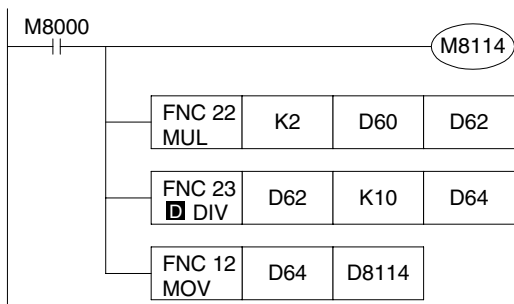 M8000
M8114
FNC 22
MUL
K2
D60
D62
FNC 23
D DIV
D62
K10
D64
FNC 12
MOV
D64
D8114